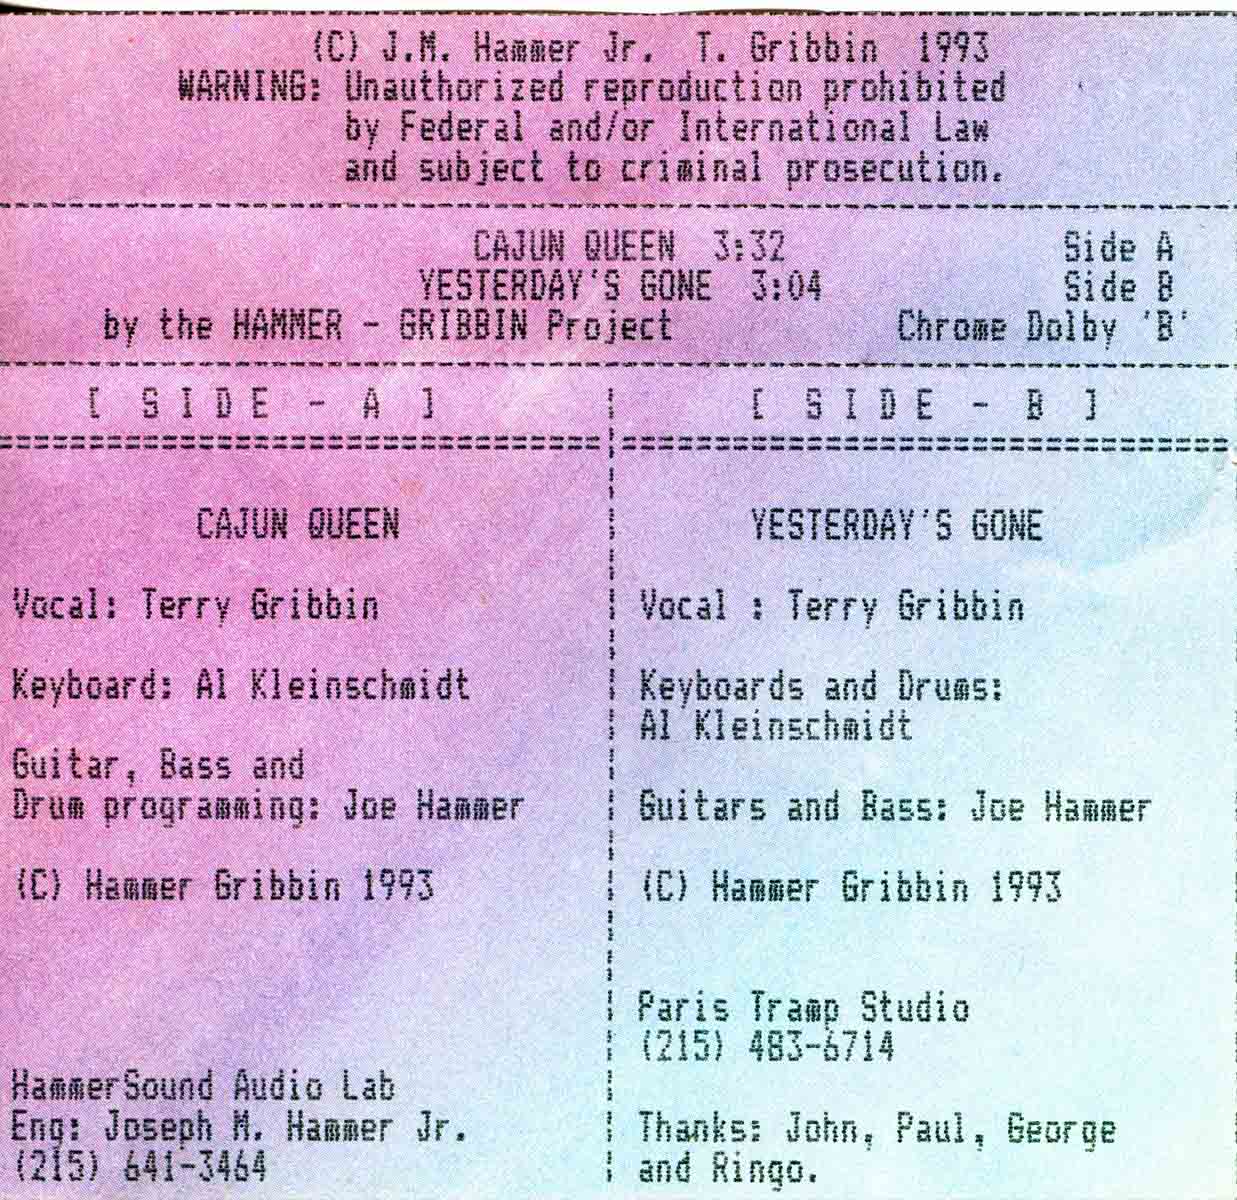 (C) J.M. Hammer Jr.  T. Gribbin  1993
WARNING: Unauthorized reproduction prohibited
by Federal and/or International Law
and subject to criminal prosecution.
CAJUN QUEEN  3:32  Side A
YESTERDAY'S GONE  3:04  Side B
by the HAMMER - GRIBBIN Project  Chrome Dolby 'B'
[ S I D E - A ]
CAJUN QUEEN
Vocal: Terry Gribbin
Keyboard: Al Kleinschmidt
Guitar, Bass and
Drum programming: Joe Hammer
(C) Hammer Gribbin 1993
HammerSound Audio Lab
Eng: Joseph M. Hammer Jr.
(215) 641-3464
[ S I D E - B ]
YESTERDAY'S GONE
Vocal : Terry Gribbin
Keyboards and Drums:
Al Kleinschmidt
Guitars and Bass: Joe Hammer
(C) Hammer Gribbin 1993
Paris Tramp Studio
(215) 483-6714
Thanks: John, Paul, George
and Ringo.